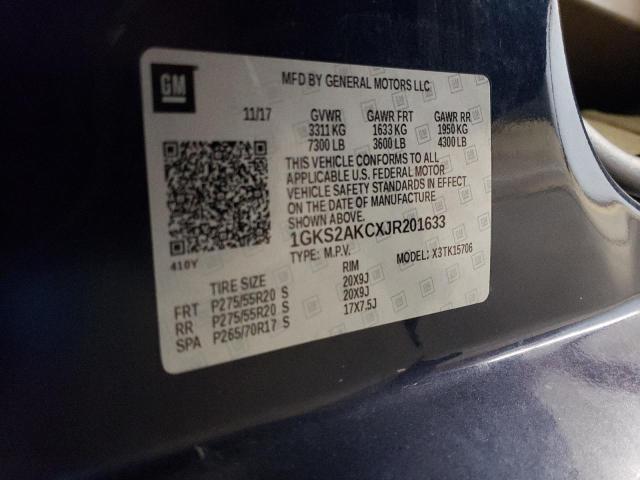 GM
MFD BY GENERAL MOTORS LLC
11/17 GVWR GAWR FRT GAWR RR
3311 KG 1633 KG 1950 KG
7300 LB 3600 LB 4300 LB
THIS VEHICLE CONFORMS TO ALL
APPLICABLE U.S. FEDERAL MOTOR
VEHICLE SAFETY STANDARDS IN EFFECT
ON THE DATE OF MANUFACTURE
SHOWN ABOVE.
1GKS2AKCXJR201633
TYPE: M.P.V. MODEL: X3TK15706
410Y
TIRE SIZE RIM
FRT P275/55R20 S 20X9J
RR P275/55R20 S 20X9J
SPA P265/70R17 S 17X7.5J